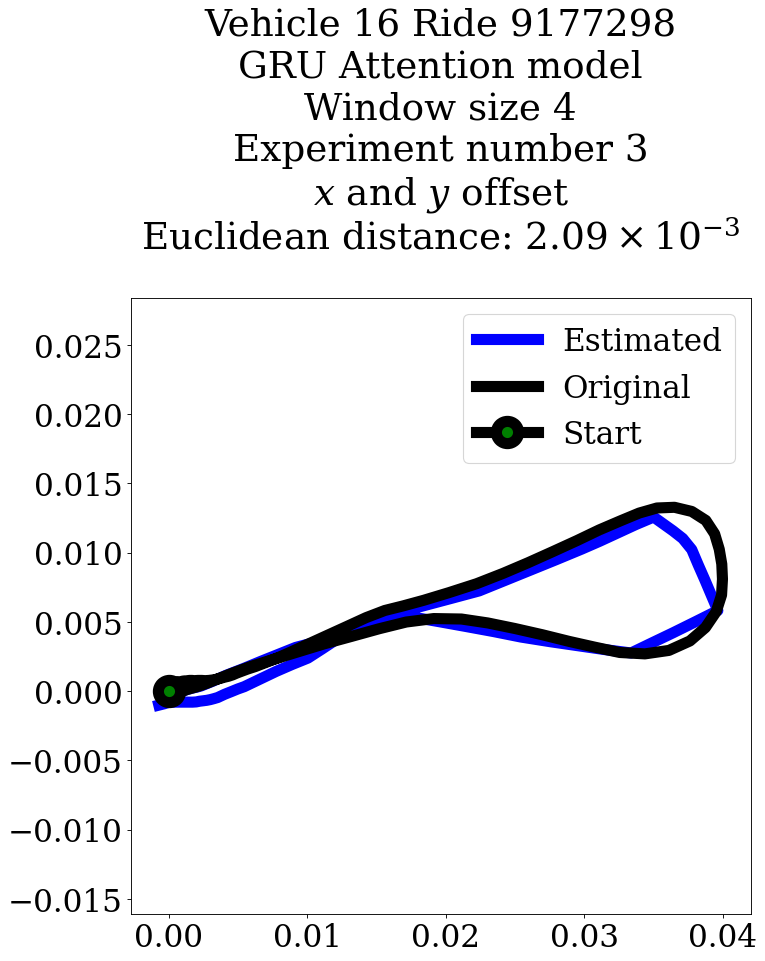 Vehicle 16 Ride 9177298
GRU Attention model
Window size 4
Experiment number 3
x and y offset
Euclidean distance: 2.09 × 10⁻³
Estimated
Original
Start
0.025
0.020
0.015
0.010
0.005
0.000
−0.005
−0.010
−0.015
0.00 0.01 0.02 0.03 0.04